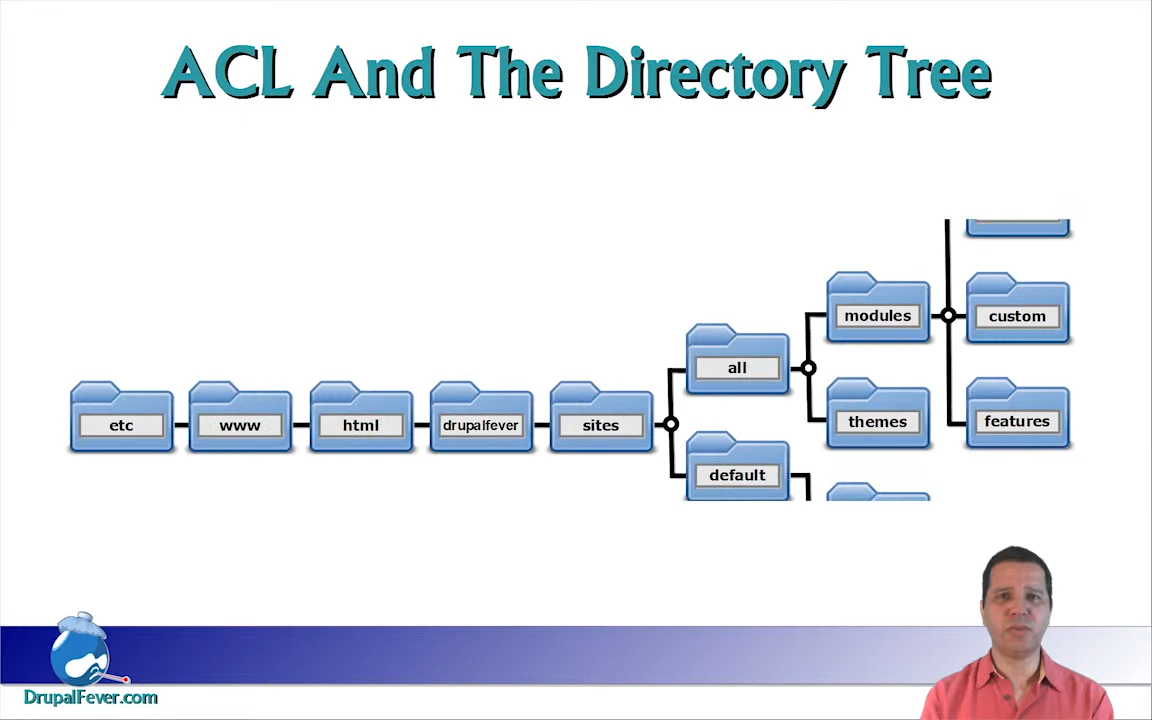 ACL And The Directory Tree
modules
custom
all
themes
features
etc
www
html
drupalfever
sites
default
DrupalFever.com